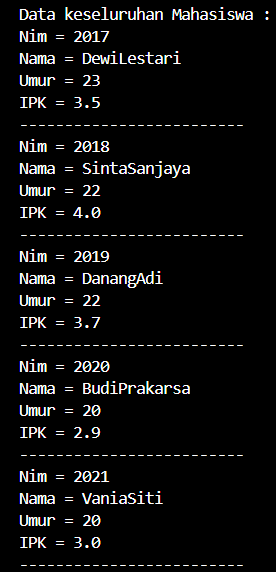 Data keseluruhan Mahasiswa :
Nim = 2017
Nama = DewiLestari
Umur = 23
IPK = 3.5
-------------------------
Nim = 2018
Nama = SintaSanjaya
Umur = 22
IPK = 4.0
-------------------------
Nim = 2019
Nama = DanangAdi
Umur = 22
IPK = 3.7
-------------------------
Nim = 2020
Nama = BudiPrakarsa
Umur = 20
IPK = 2.9
-------------------------
Nim = 2021
Nama = VaniaSiti
Umur = 20
IPK = 3.0
-------------------------